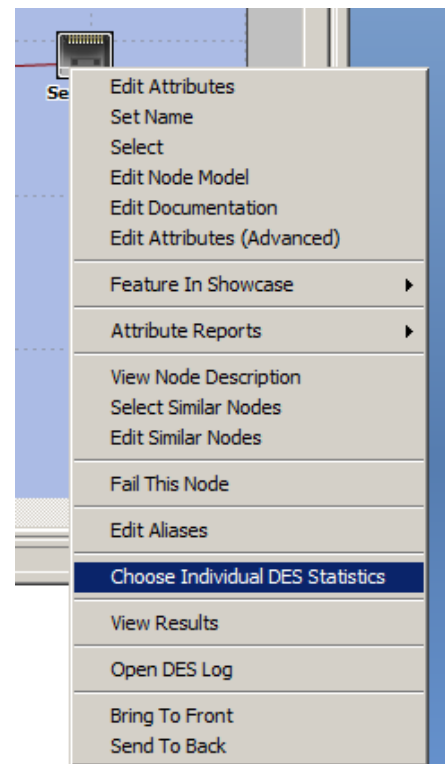 Se
Edit Attributes
Set Name
Select
Edit Node Model
Edit Documentation
Edit Attributes (Advanced)
Feature In Showcase
Attribute Reports
View Node Description
Select Similar Nodes
Edit Similar Nodes
Fail This Node
Edit Aliases
Choose Individual DES Statistics
View Results
Open DES Log
Bring To Front
Send To Back